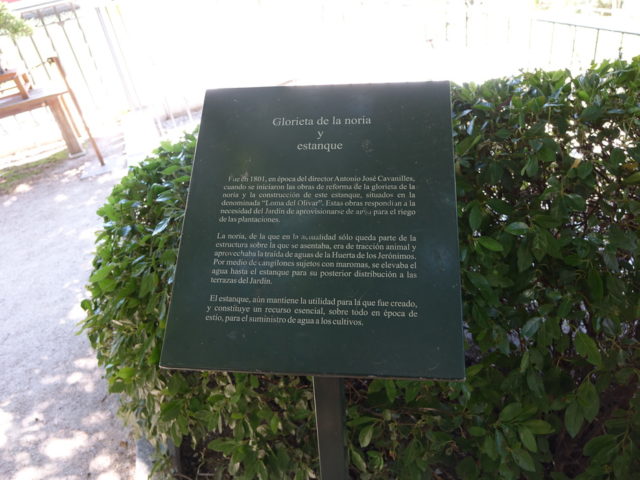 Glorieta de la noria
y
estanque
Fue en 1801, en época del director Antonio José Cavanilles,
cuando se iniciaron las obras de reforma de la glorieta de la
noria y la construcción de este estanque, situados en la
denominada "Loma del Olivar". Estas obras respondían a la
necesidad del Jardín de aprovisionarse de agua para el riego
de las plantaciones.
La noria, de la que en la actualidad sólo queda parte de la
estructura sobre la que se asentaba, era de tracción animal y
aprovechaba la traída de aguas de la Huerta de los Jerónimos.
Por medio de cangilones sujetos con maromas, se elevaba el
agua hasta el estanque para su posterior distribución a las
terrazas del Jardín.
El estanque, aún mantiene la utilidad para la que fue creado,
y constituye un recurso esencial, sobre todo en época de
estío, para el suministro de agua a los cultivos.